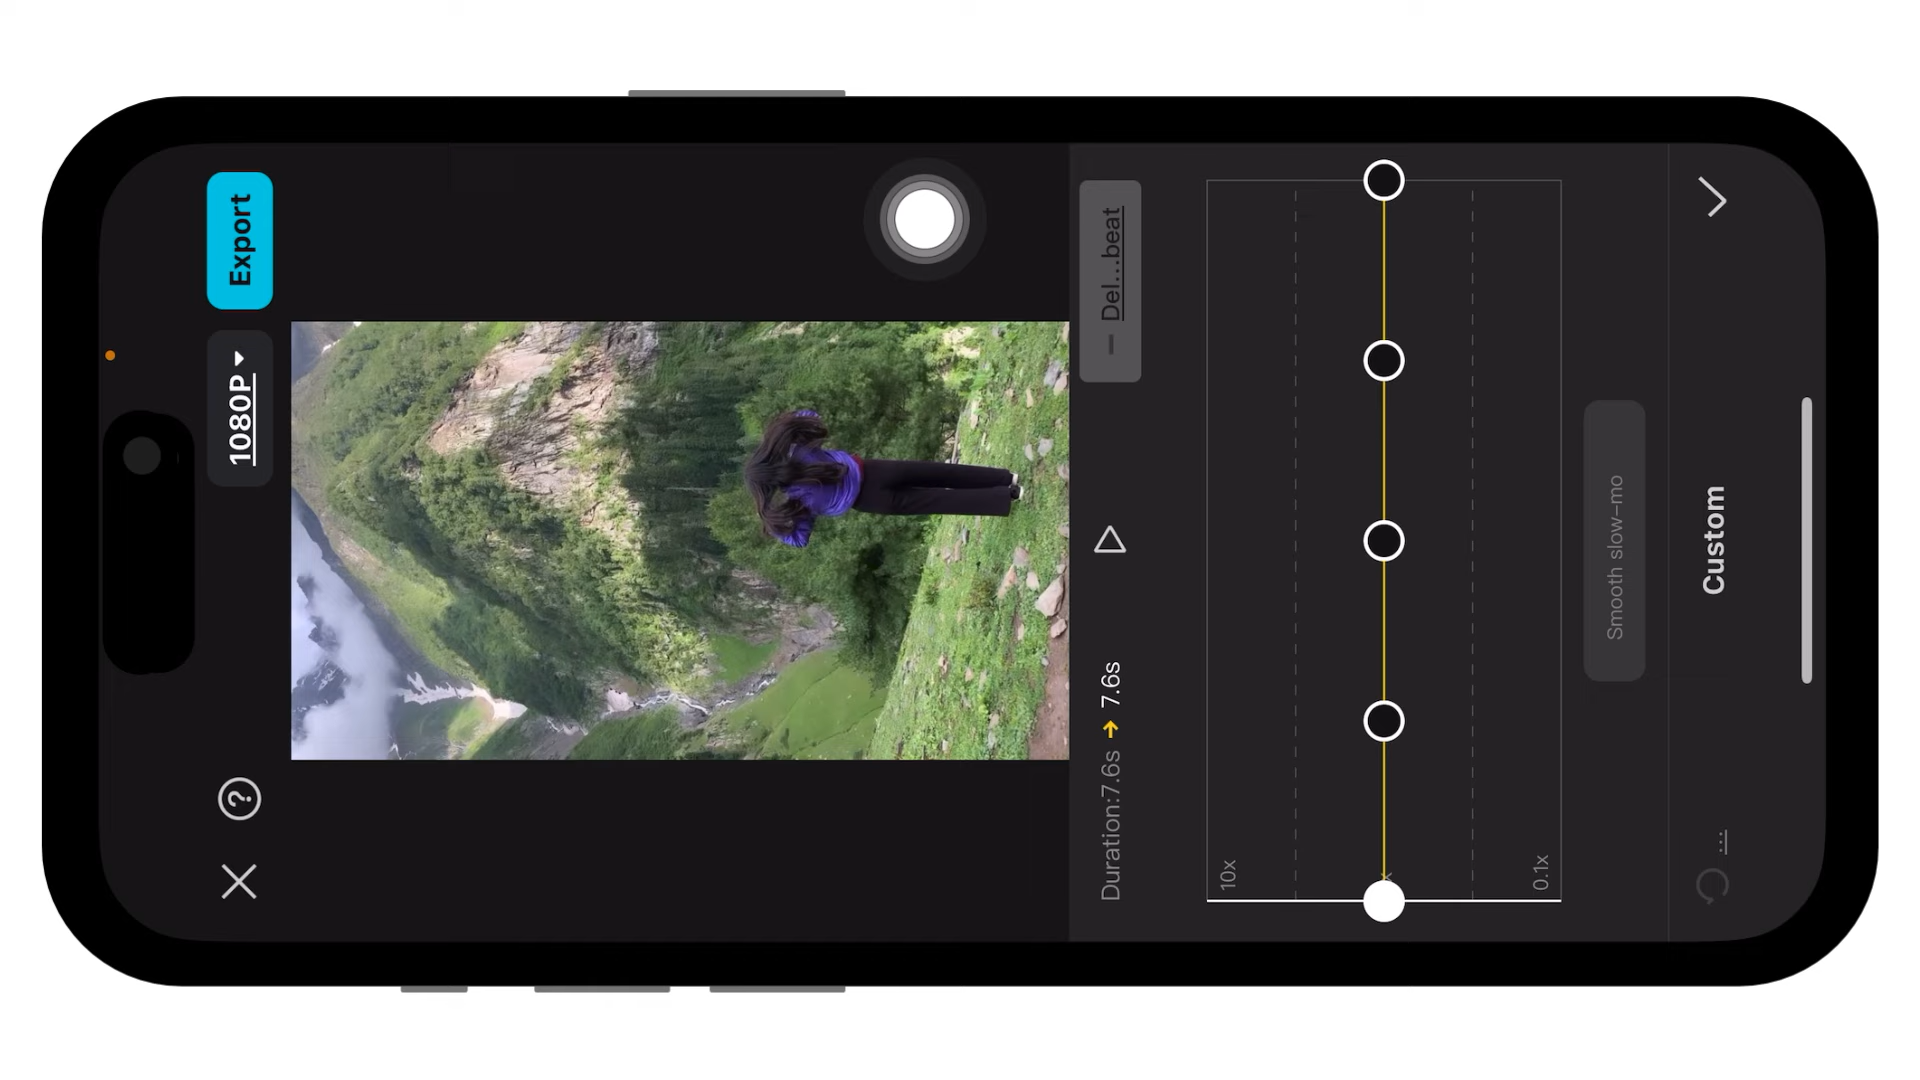 1080P
Export
Duration:7.6s → 7.6s
— Del...beat
10x
x
0.1x
Smooth slow-mo
Custom